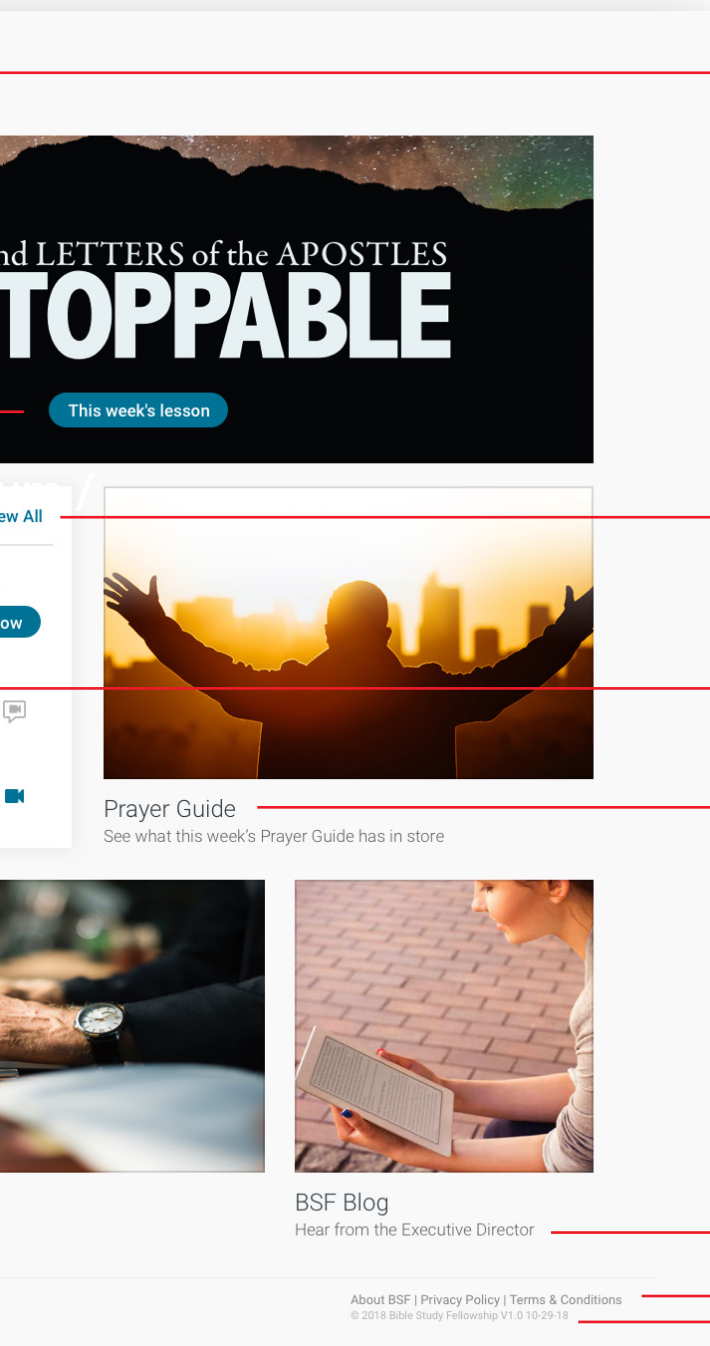 nd LETTERS of the APOSTLES
TOPPABLE
This week's lesson
ew All
ow
Prayer Guide
See what this week's Prayer Guide has in store
BSF Blog
Hear from the Executive Director
About BSF | Privacy Policy | Terms & Conditions
© 2018 Bible Study Fellowship V1.0 10-29-18